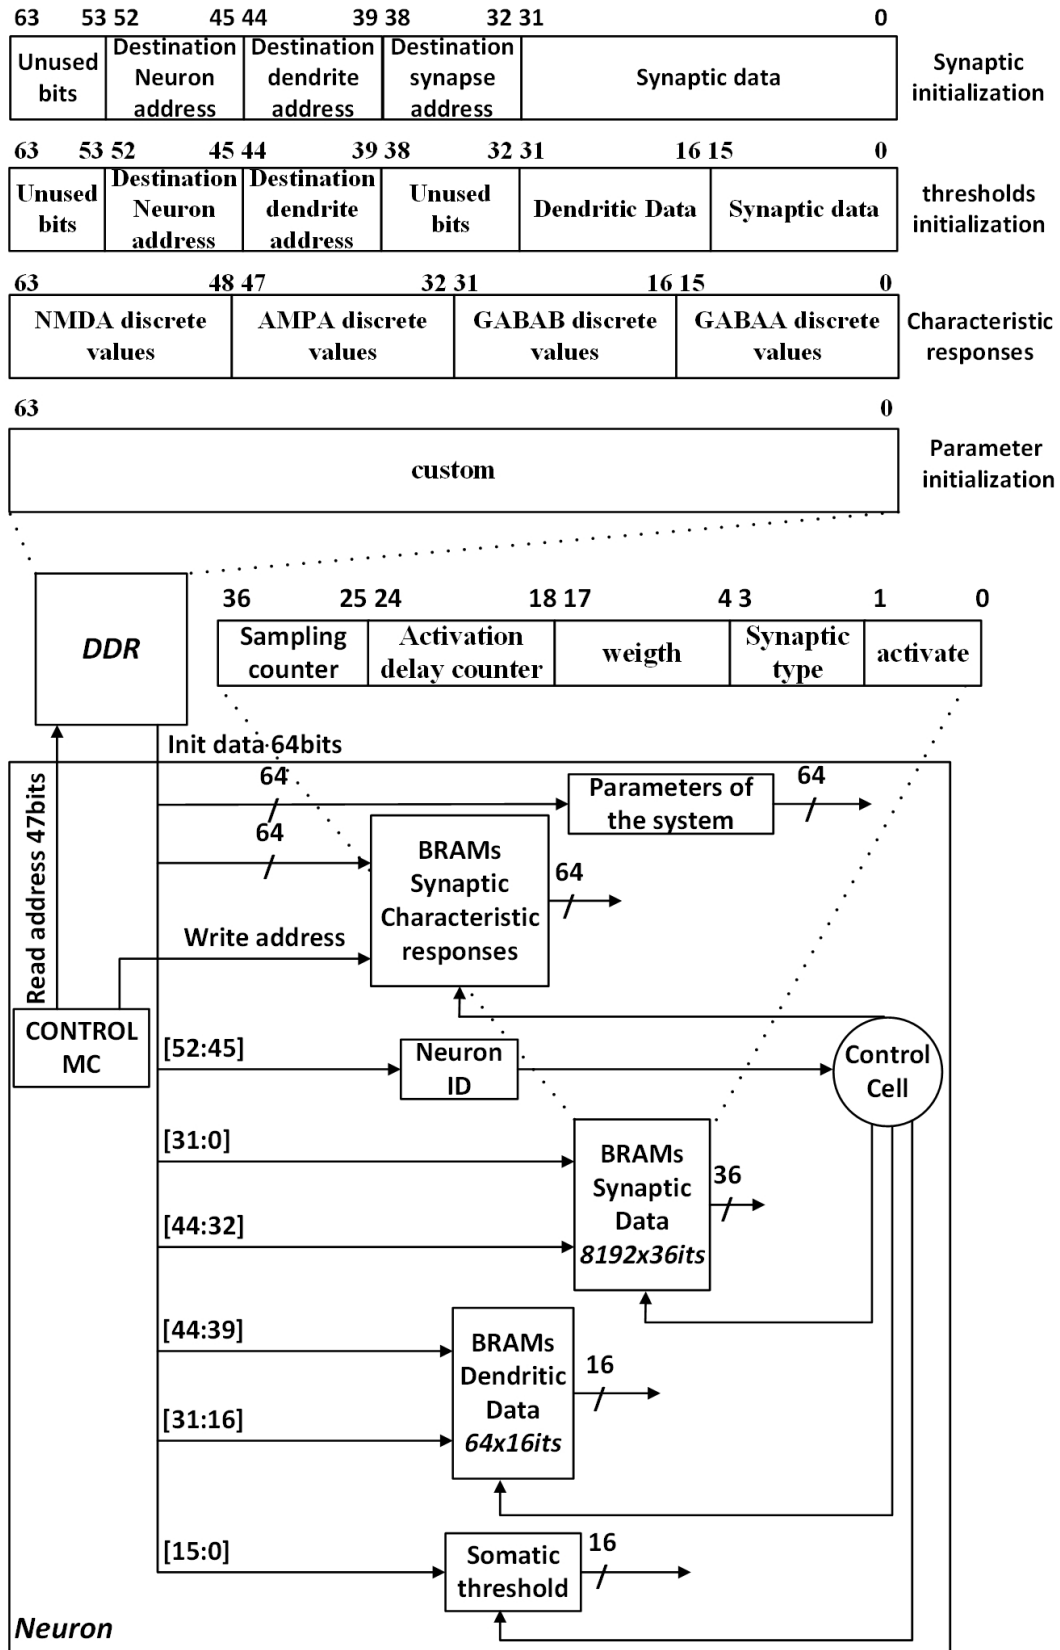 63 53 52 45 44 39 38 32 31 0
Unused
bits
Destination
Neuron
address
Destination
dendrite
address
Destination
synapse
address
Synaptic data
Synaptic
initialization
63 53 52 45 44 39 38 32 31 16 15 0
Unused
bits
Destination
Neuron
address
Destination
dendrite
address
Unused
bits
Dendritic Data
Synaptic data
thresholds
initialization
63 48 47 32 31 16 15 0
NMDA discrete
values
AMPA discrete
values
GABAB discrete
values
GABAA discrete
values
Characteristic
responses
63 0
custom
Parameter
initialization
DDR
36 25 24 18 17 4 3 1 0
Sampling
counter
Activation
delay counter
weigth
Synaptic
type
activate
Init data 64bits
Read address 47bits
64
Parameters of
the system
64
64
BRAMs
Synaptic
Characteristic
responses
64
Write address
CONTROL
MC
[52:45]
Neuron
ID
Control
Cell
[31:0]
BRAMs
Synaptic
Data
8192x36its
36
[44:32]
[44:39]
BRAMs
Dendritic
Data
64x16its
16
[31:16]
[15:0]
Somatic
threshold
16
Neuron